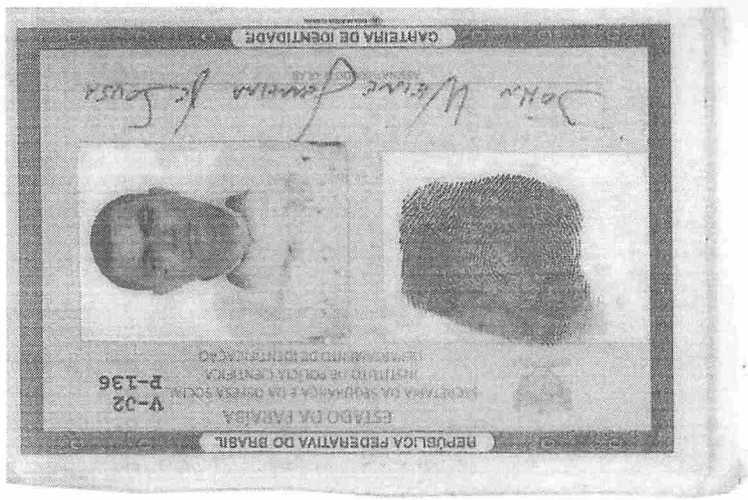 REPÚBLICA FEDERATIVA DO BRASIL
ESTADO DA PARAÍBA
SECRETARIA DA SEGURANÇA E DA DEFESA SOCIAL
INSTITUTO DE POLÍCIA CIENTÍFICA
DEPARTAMENTO DE IDENTIFICAÇÃO
V-02
P-136
CARTEIRA DE IDENTIDADE